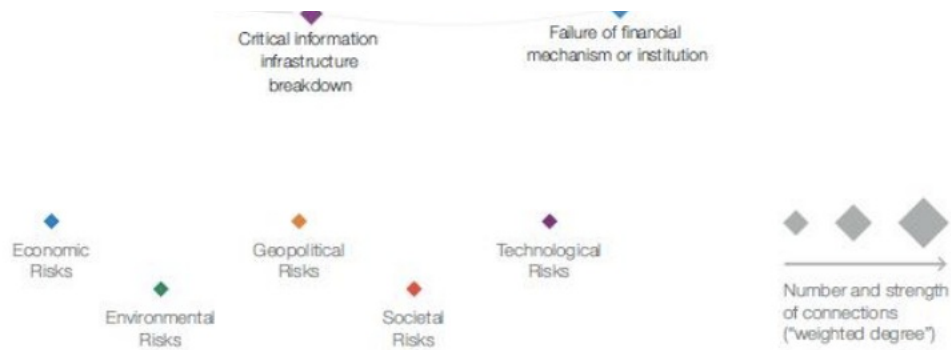 Critical information
infrastructure
breakdown
Failure of financial
mechanism or institution
Economic
Risks
Environmental
Risks
Geopolitical
Risks
Societal
Risks
Technological
Risks
Number and strength
of connections
("weighted degree")